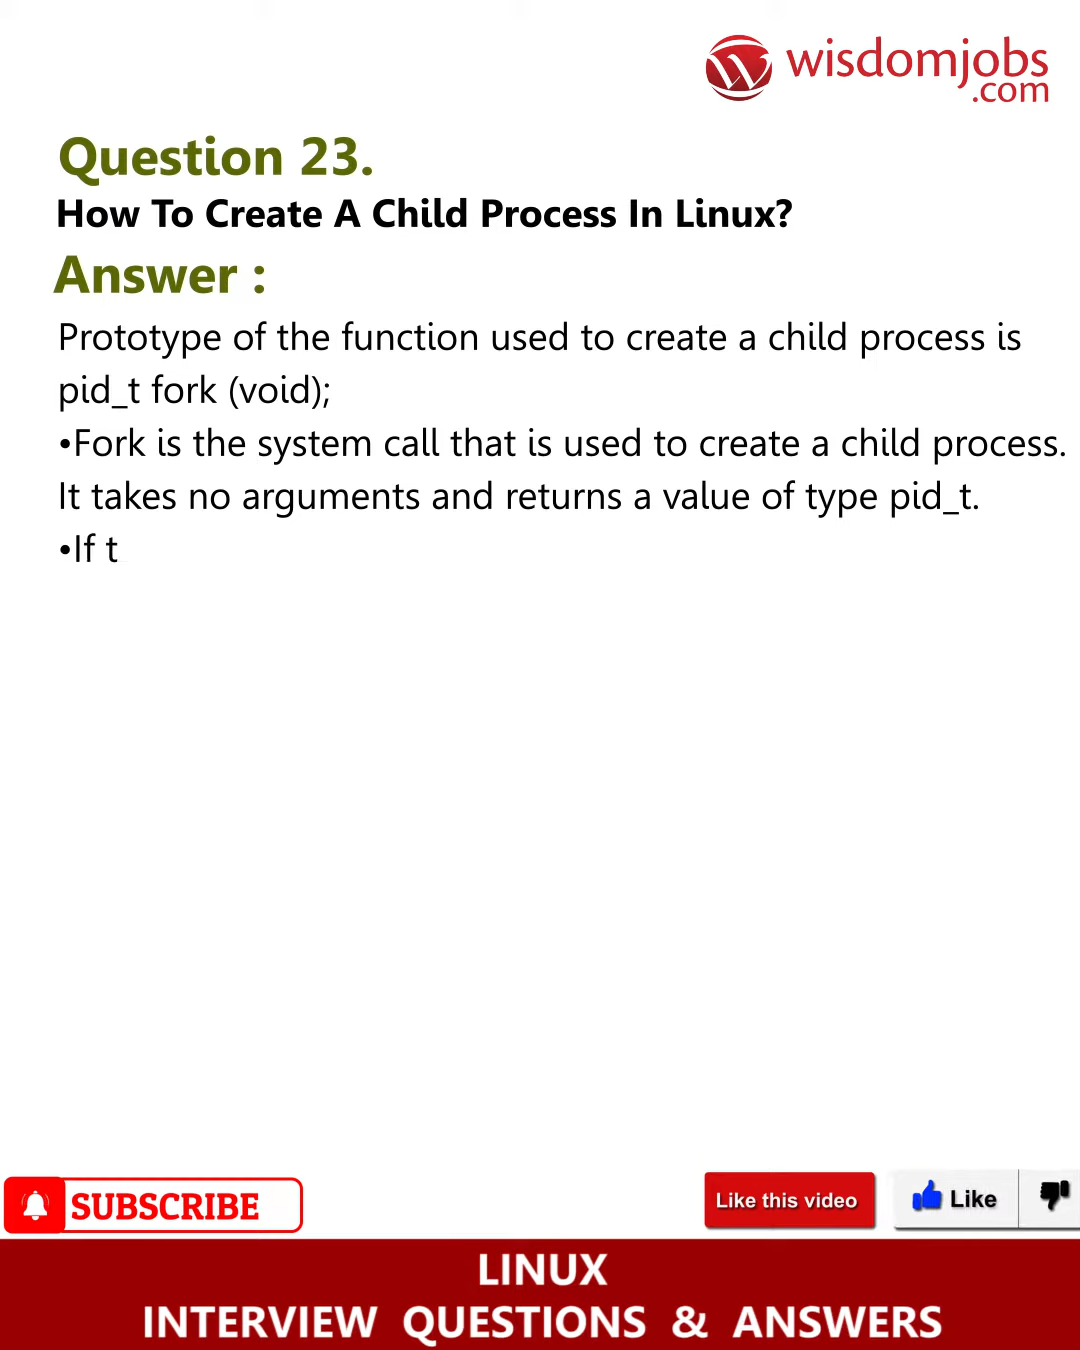 wisdomjobs
.com
Question 23.
How To Create A Child Process In Linux?
Answer :
Prototype of the function used to create a child process is
pid_t fork (void);
•Fork is the system call that is used to create a child process.
It takes no arguments and returns a value of type pid_t.
•If t
SUBSCRIBE
Like this video
Like
LINUX
INTERVIEW QUESTIONS & ANSWERS